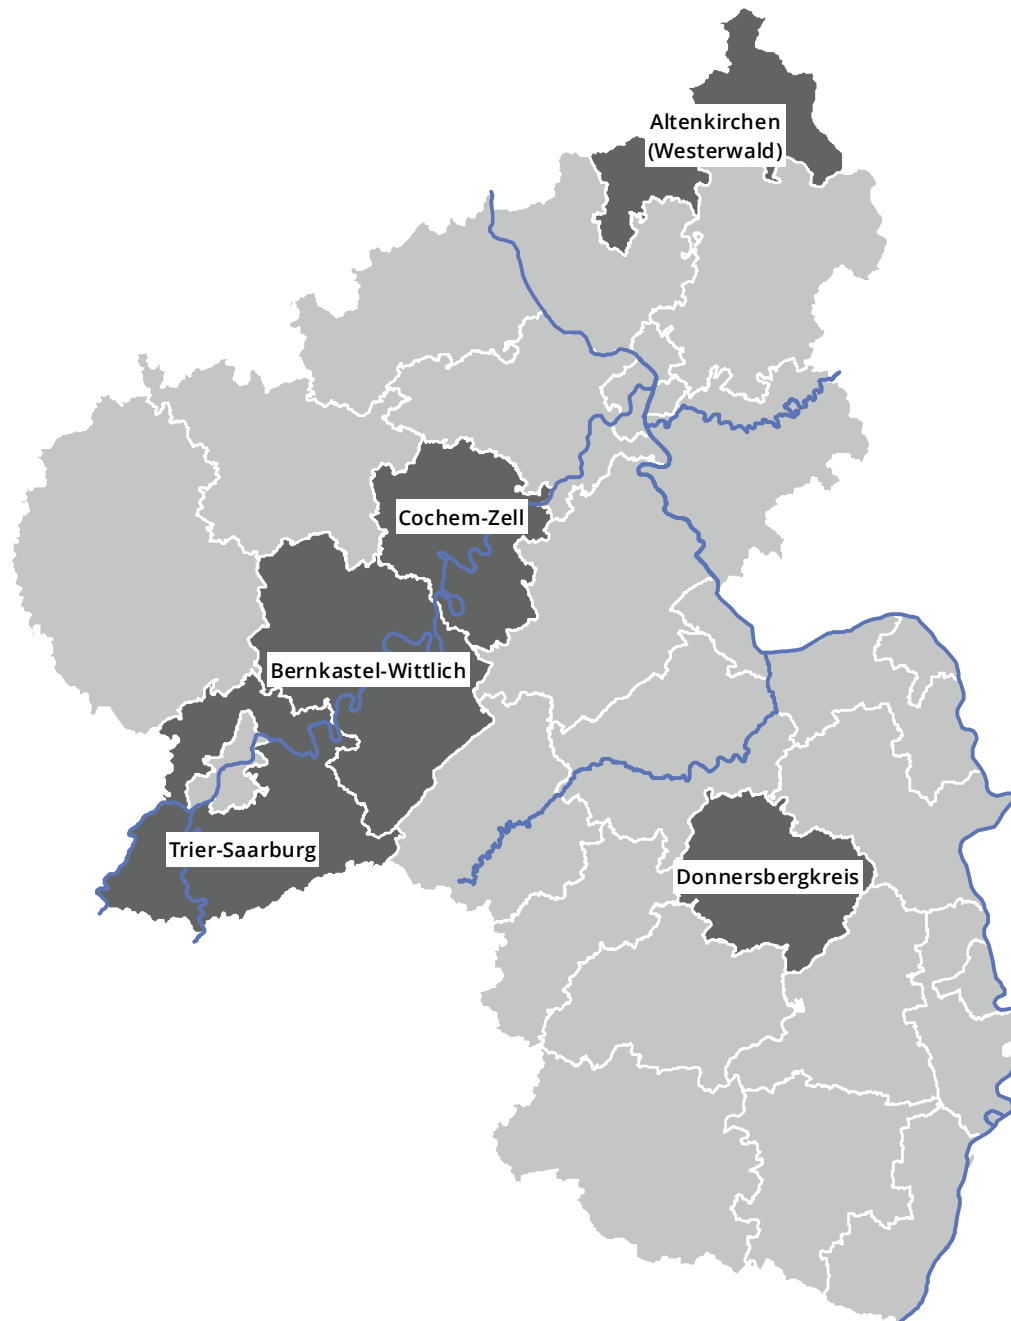 Altenkirchen
(Westerwald)
Cochem-Zell
Bernkastel-Wittlich
Trier-Saarburg
Donnersbergkreis